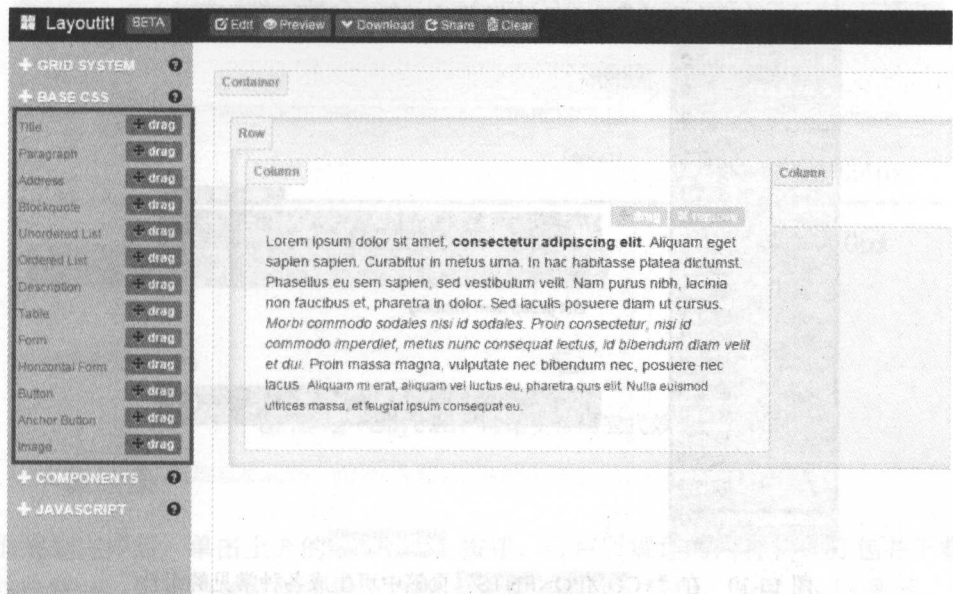 Layoutit! BETA Edit Preview Download Share Clear
GRID SYSTEM
BASE CSS
Title drag
Paragraph drag
Address drag
Blockquote drag
Unordered List drag
Ordered List drag
Description drag
Table drag
Form drag
Horizontal Form drag
Button drag
Anchor Button drag
Image drag
COMPONENTS
JAVASCRIPT
Container
Row
Column
drag remove
Lorem ipsum dolor sit amet, consectetur adipiscing elit. Aliquam eget
sapien sapien. Curabitur in metus urna. In hac habitasse platea dictumst.
Phasellus eu sem sapien, sed vestibulum velit. Nam purus nibh, lacinia
non faucibus et, pharetra in dolor. Sed iaculis posuere diam ut cursus.
Morbi commodo sodales nisi id sodales. Proin consectetur, nisi id
commodo imperdiet, metus nunc consequat lectus, id bibendum diam velit
et dui. Proin massa magna, vulputate nec bibendum nec, posuere nec
lacus. Aliquam mi erat, aliquam vel luctus eu, pharetra quis elit. Nulla euismod
ultrices massa, et feugiat ipsum consequat eu.
Column